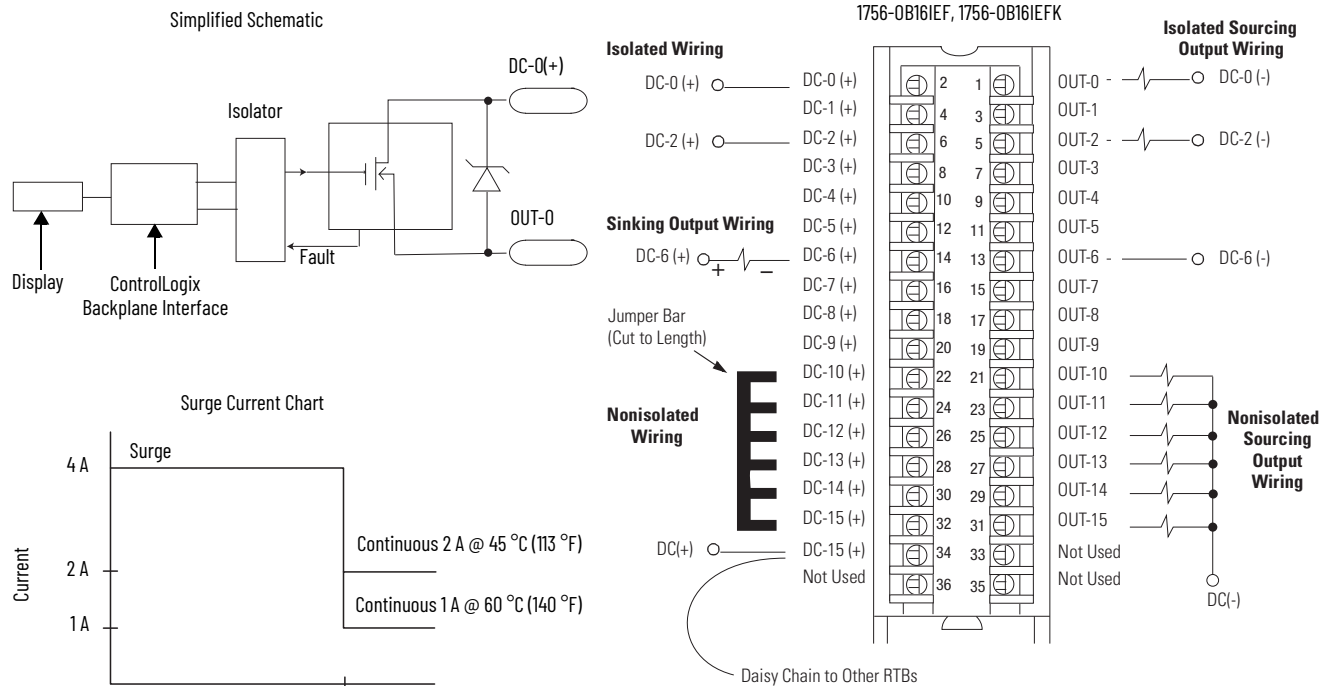 Simplified Schematic
DC-0(+)
Isolator
OUT-0
Fault
Display
ControlLogix
Backplane Interface
Surge Current Chart
Current
4 A
Surge
2 A
Continuous 2 A @ 45 °C (113 °F)
1 A
Continuous 1 A @ 60 °C (140 °F)
1756-OB16IEF, 1756-OB16IEFK
Isolated Wiring
Isolated Sourcing
Output Wiring
DC-0 (+) DC-0 (+) 2 1 OUT-0 DC-0 (-)
DC-1 (+) 4 3 OUT-1
DC-2 (+) DC-2 (+) 6 5 OUT-2 DC-2 (-)
DC-3 (+) 8 7 OUT-3
DC-4 (+) 10 9 OUT-4
Sinking Output Wiring
DC-5 (+) 12 11 OUT-5
DC-6 (+) + – DC-6 (+) 14 13 OUT-6 DC-6 (-)
DC-7 (+) 16 15 OUT-7
Jumper Bar
(Cut to Length)
DC-8 (+) 18 17 OUT-8
DC-9 (+) 20 19 OUT-9
DC-10 (+) 22 21 OUT-10
Nonisolated
Wiring
DC-11 (+) 24 23 OUT-11
DC-12 (+) 26 25 OUT-12
DC-13 (+) 28 27 OUT-13
DC-14 (+) 30 29 OUT-14
DC-15 (+) 32 31 OUT-15
Nonisolated
Sourcing
Output
Wiring
DC(+) DC-15 (+) 34 33 Not Used
Not Used 36 35 Not Used
DC(-)
Daisy Chain to Other RTBs